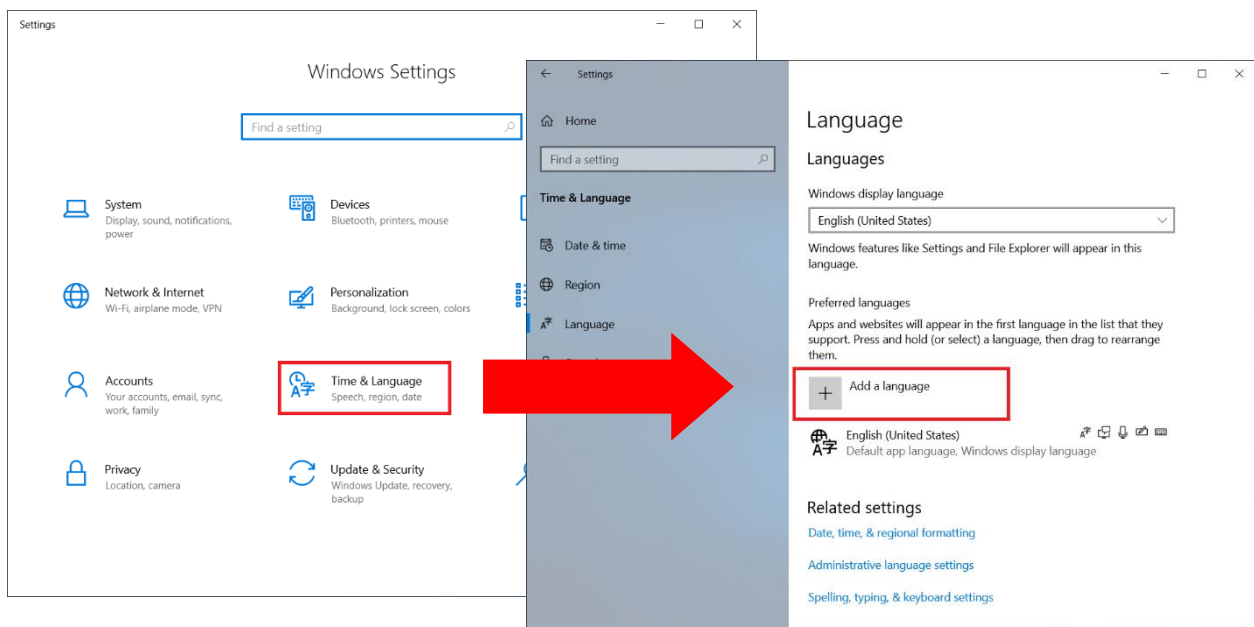 Settings
Windows Settings
Find a setting
System
Display, sound, notifications,
power
Devices
Bluetooth, printers, mouse
Network & Internet
Wi-Fi, airplane mode, VPN
Personalization
Background, lock screen, colors
Accounts
Your accounts, email, sync,
work, family
Time & Language
Speech, region, date
Privacy
Location, camera
Update & Security
Windows Update, recovery,
backup
Settings
Home
Find a setting
Time & Language
Date & time
Region
Language
Language
Languages
Windows display language
English (United States)
Windows features like Settings and File Explorer will appear in this
language.
Preferred languages
Apps and websites will appear in the first language in the list that they
support. Press and hold (or select) a language, then drag to rearrange
them.
Add a language
English (United States)
Default app language, Windows display language
Related settings
Date, time, & regional formatting
Administrative language settings
Spelling, typing, & keyboard settings